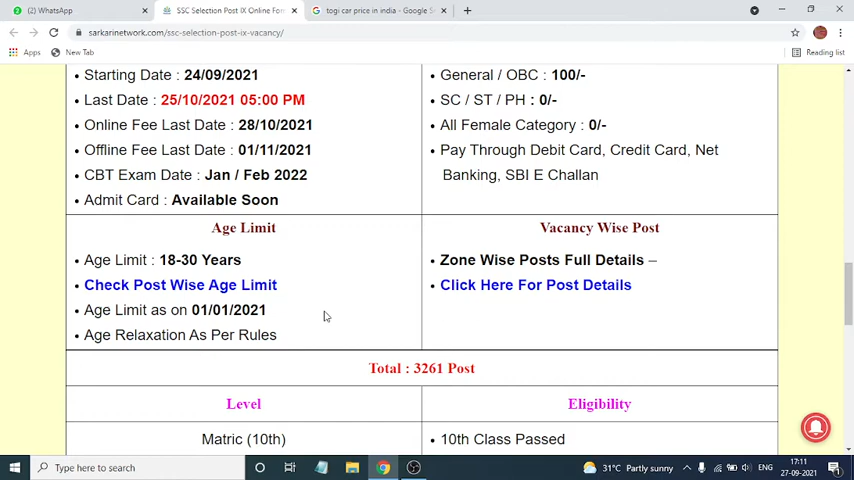 WhatsApp
SSC Selection Post IX Online For
togi car price in india - Google S
sarkarinetwork.com/ssc-selection-post-ix-vacancy/
Apps
New Tab
Reading list
Starting Date : 24/09/2021
Last Date : 25/10/2021 05:00 PM
Online Fee Last Date : 28/10/2021
Offline Fee Last Date : 01/11/2021
CBT Exam Date : Jan / Feb 2022
Admit Card : Available Soon
General / OBC : 100/-
SC / ST / PH : 0/-
All Female Category : 0/-
Pay Through Debit Card, Credit Card, Net
Banking, SBI E Challan
Age Limit
Age Limit : 18-30 Years
Check Post Wise Age Limit
Age Limit as on 01/01/2021
Age Relaxation As Per Rules
Vacancy Wise Post
Zone Wise Posts Full Details –
Click Here For Post Details
Total : 3261 Post
Level
Eligibility
Matric (10th)
10th Class Passed
Type here to search
31°C Partly sunny
ENG
17:11
27-09-2021